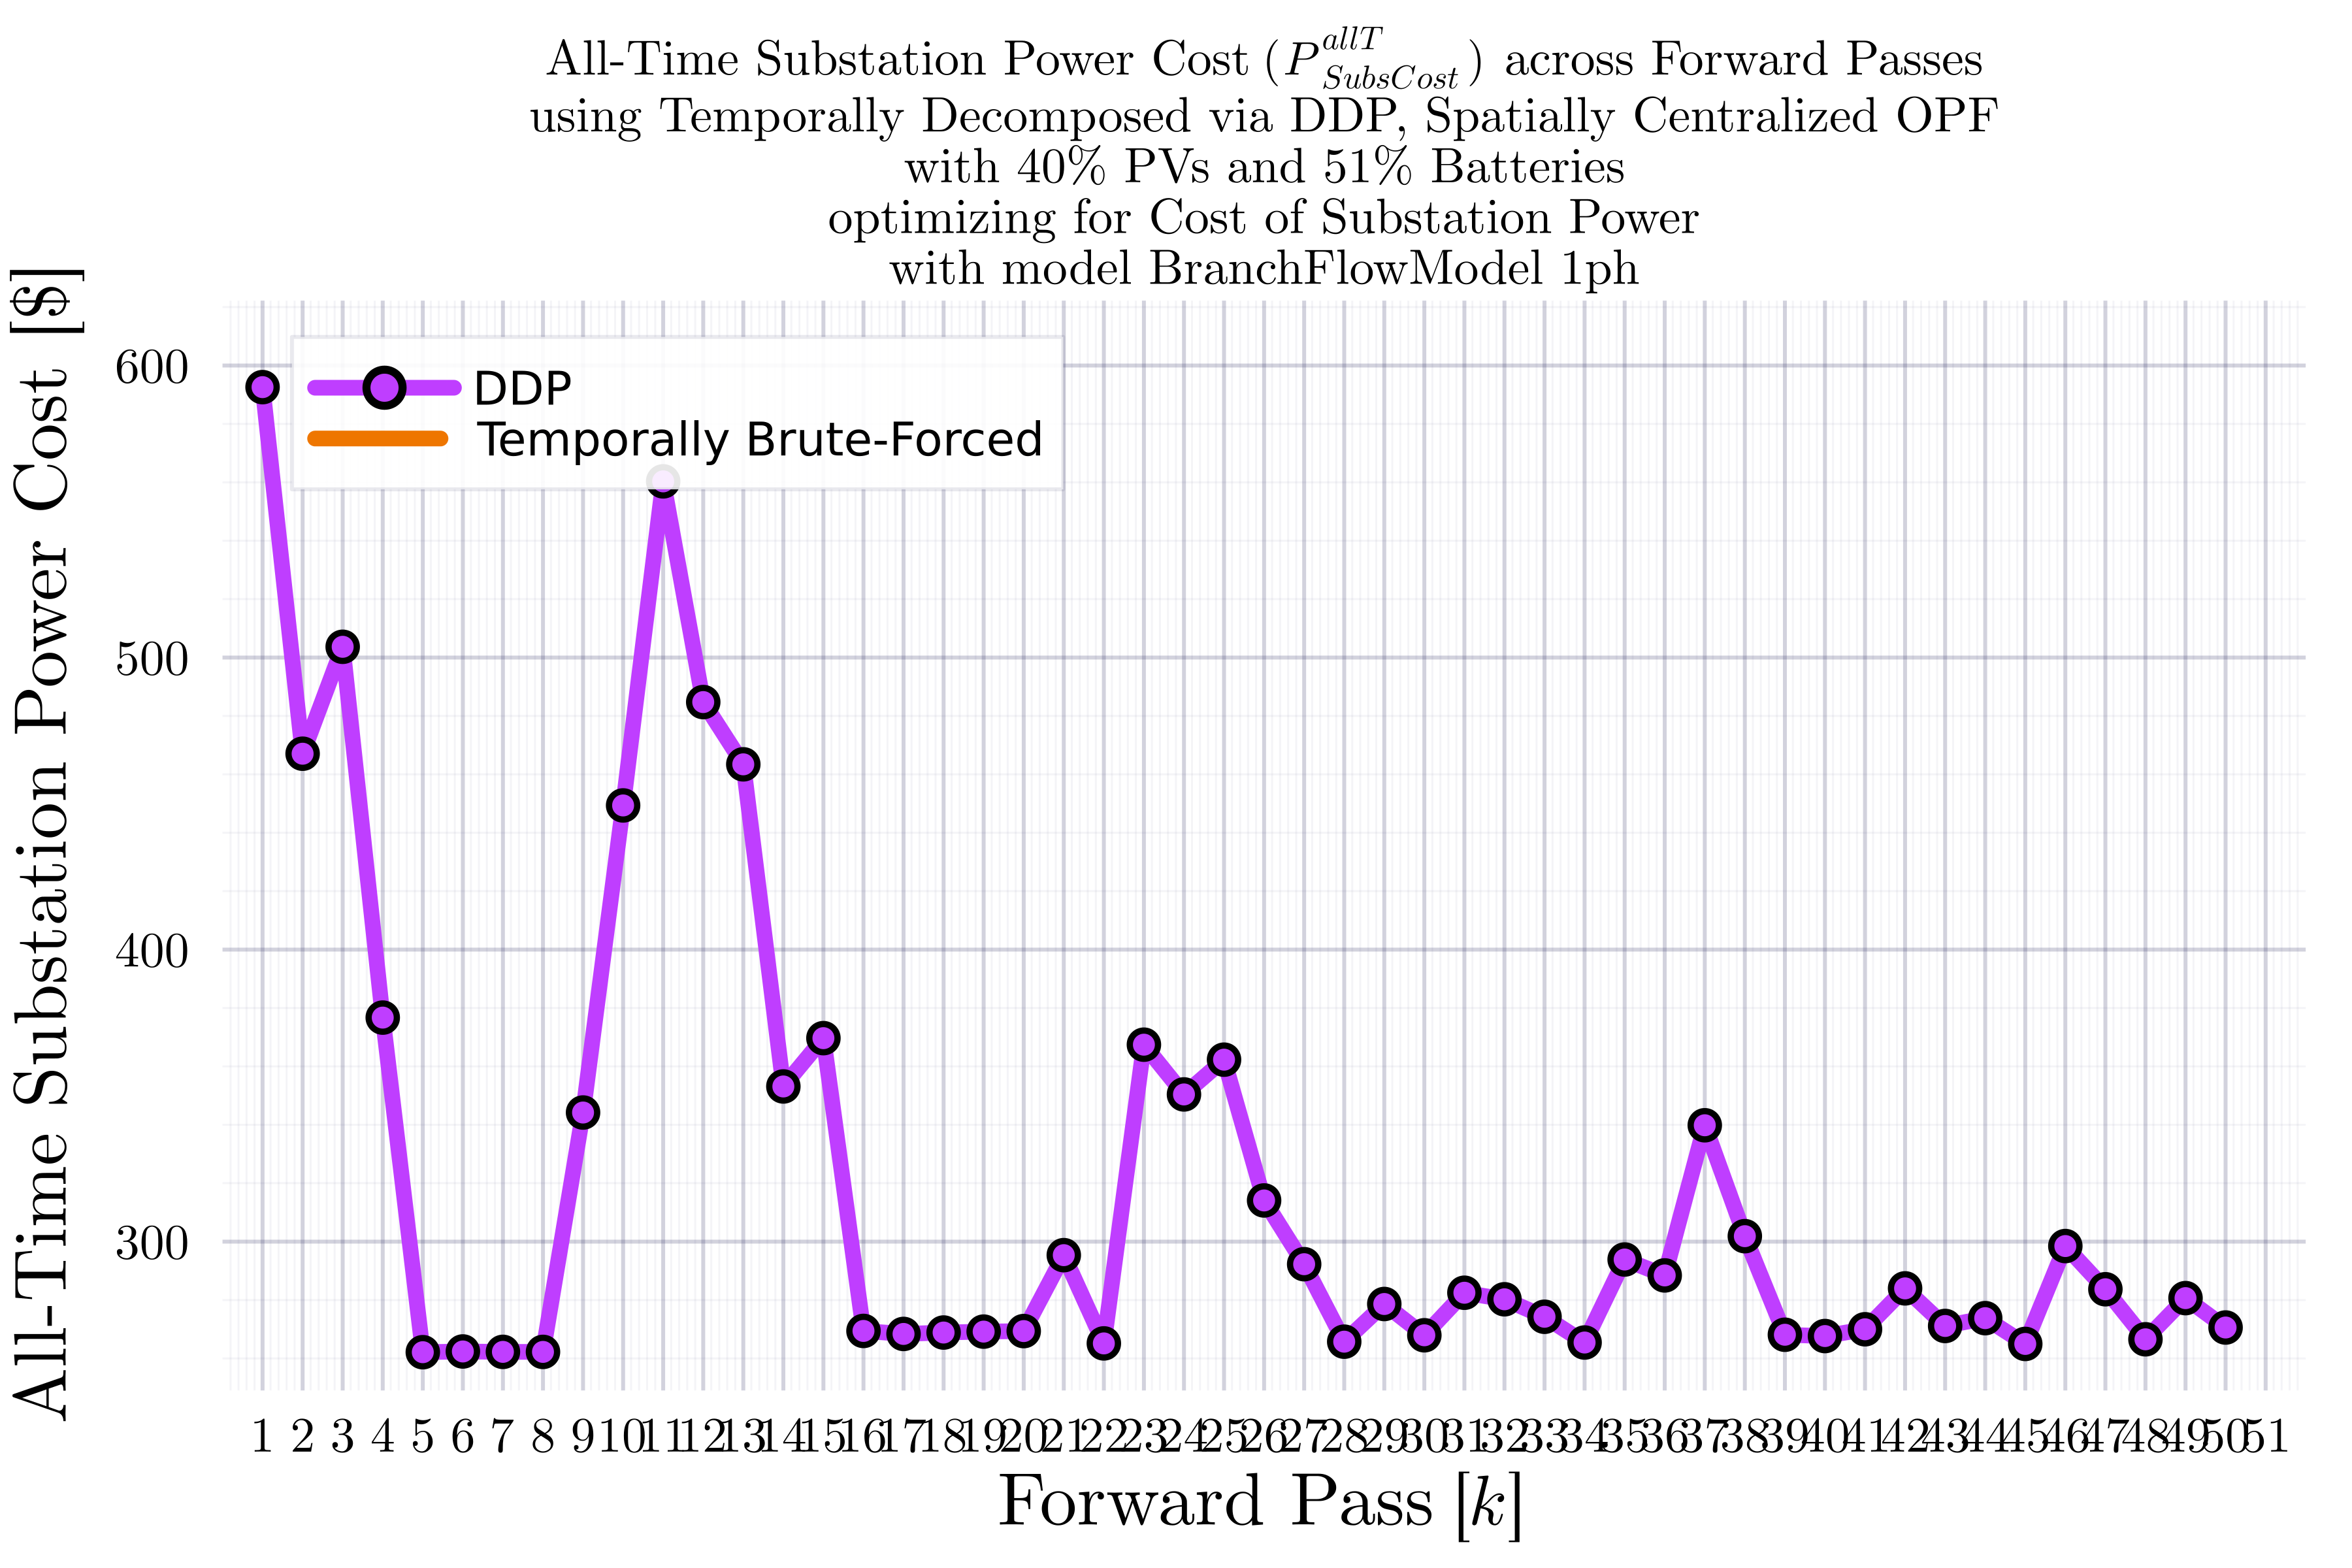 All-Time Substation Power Cost (P^{allT}_{SubsCost}) across Forward Passes
using Temporally Decomposed via DDP, Spatially Centralized OPF
with 40% PVs and 51% Batteries
optimizing for Cost of Substation Power
with model BranchFlowModel 1ph
All-Time Substation Power Cost [$]
600
500
400
300
DDP
Temporally Brute-Forced
1 2 3 4 5 6 7 8 9 10 11 12 13 14 15 16 17 18 19 20 21 22 23 24 25 26 27 28 29 30 31 32 33 34 35 36 37 38 39 40 41 42 43 44 45 46 47 48 49 50 51
Forward Pass [k]